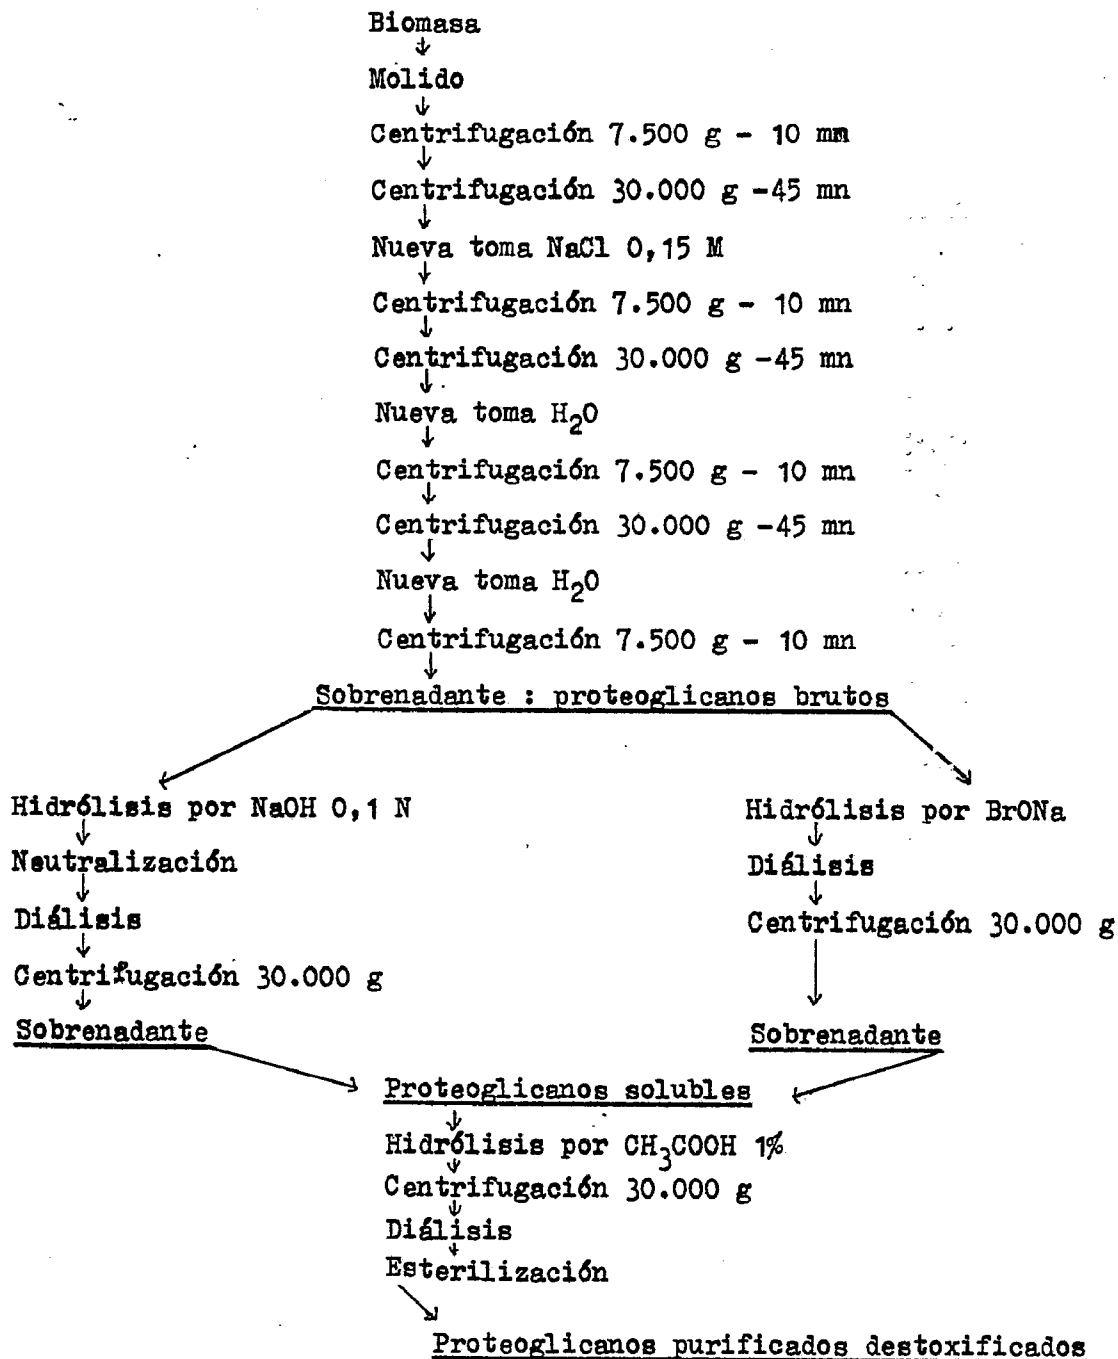 Biomasa
Molido
Centrifugación 7.500 g - 10 mn
Centrifugación 30.000 g -45 mn
Nueva toma NaCl 0,15 M
Centrifugación 7.500 g - 10 mn
Centrifugación 30.000 g -45 mn
Nueva toma H₂O
Centrifugación 7.500 g - 10 mn
Centrifugación 30.000 g -45 mn
Nueva toma H₂O
Centrifugación 7.500 g - 10 mn
Sobrenadante : proteoglicanos brutos
Hidrólisis por NaOH 0,1 N
Neutralización
Diálisis
Centrifugación 30.000 g
Sobrenadante
Hidrólisis por BrONa
Diálisis
Centrifugación 30.000 g
Sobrenadante
Proteoglicanos solubles
Hidrólisis por CH₃COOH 1%
Centrifugación 30.000 g
Diálisis
Esterilización
Proteoglicanos purificados destoxificados